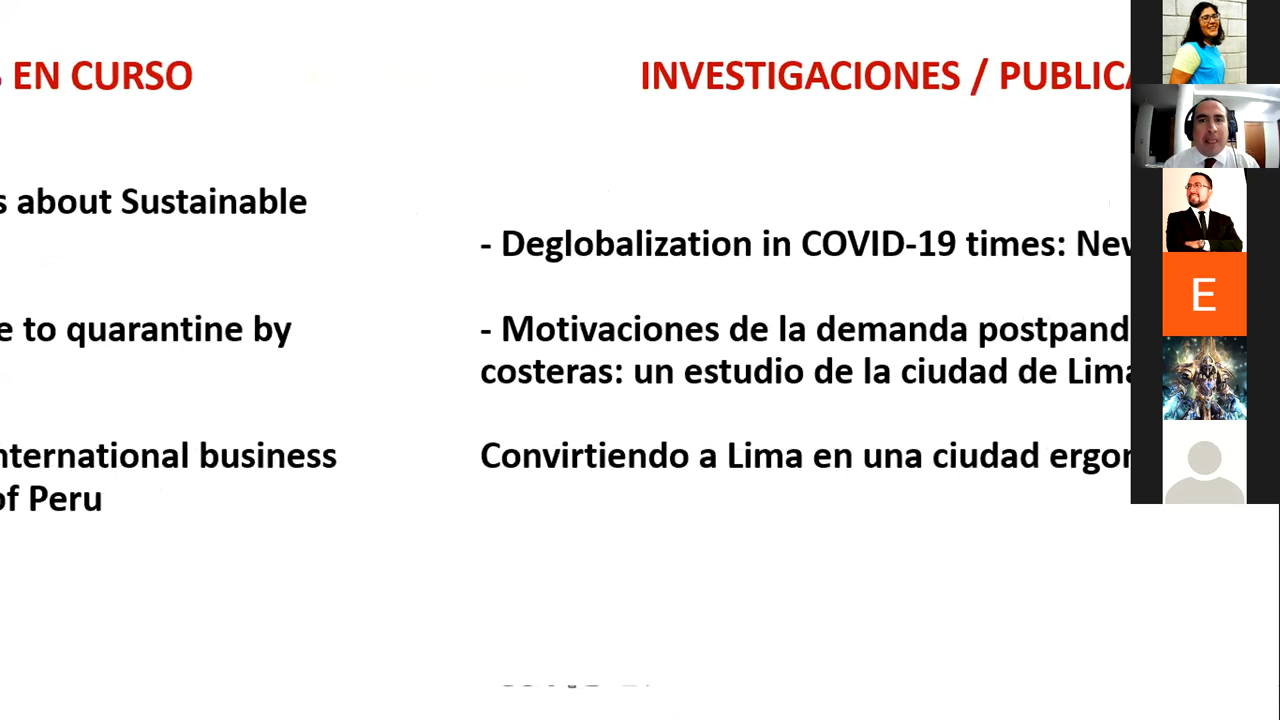 EN CURSO
INVESTIGACIONES / PUBLICA
about Sustainable
- Deglobalization in COVID-19 times: New
e to quarantine by
- Motivaciones de la demanda postpand
costeras: un estudio de la ciudad de Lima
nternational business
Convirtiendo a Lima en una ciudad ergon
of Peru
E